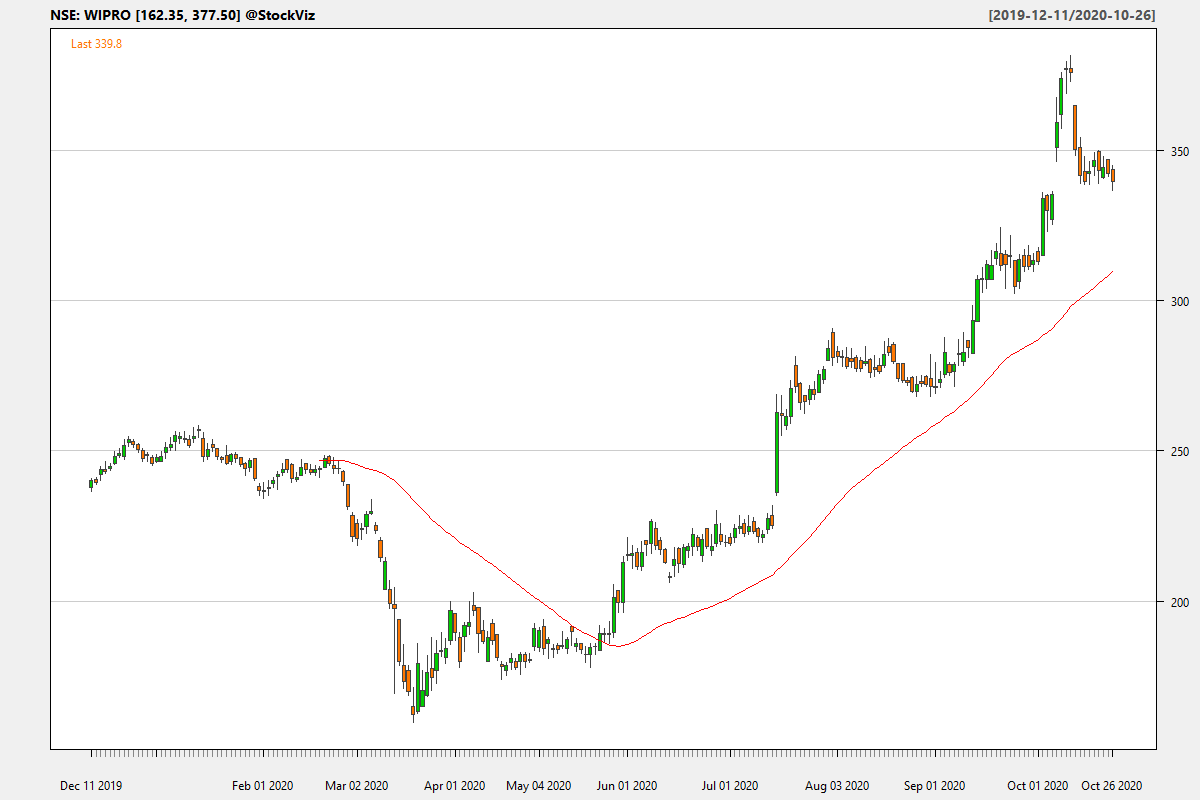 NSE: WIPRO [162.35, 377.50] @StockViz [2019-12-11/2020-10-26]
Last 339.8
350
300
250
200
Dec 11 2019 Feb 01 2020 Mar 02 2020 Apr 01 2020 May 04 2020 Jun 01 2020 Jul 01 2020 Aug 03 2020 Sep 01 2020 Oct 01 2020 Oct 26 2020